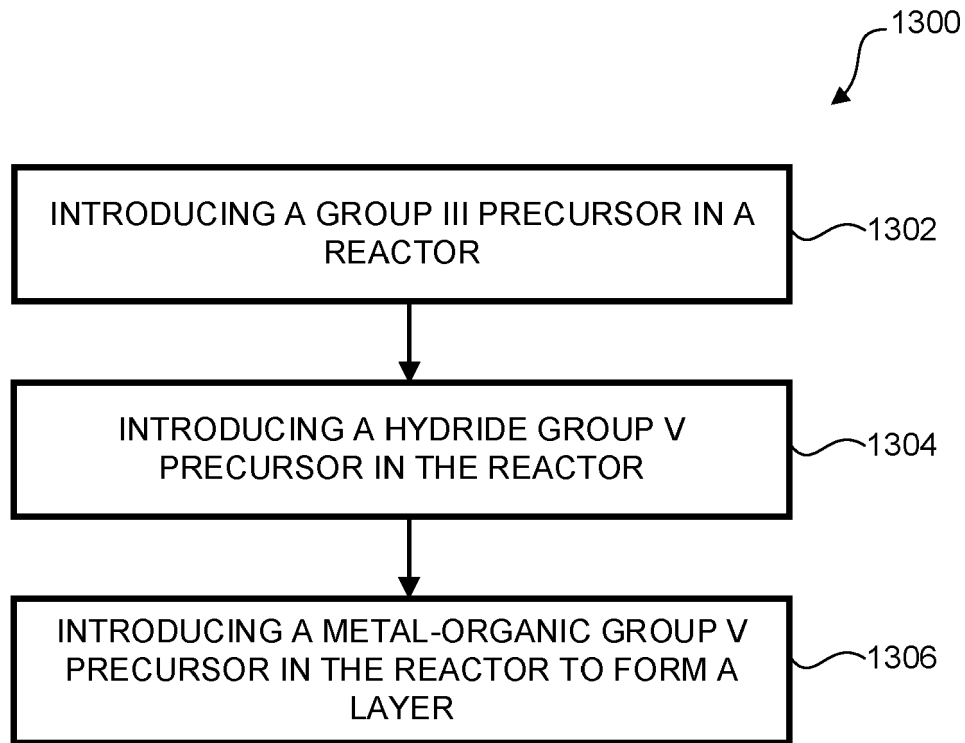 1300
INTRODUCING A GROUP III PRECURSOR IN A
REACTOR
1302
INTRODUCING A HYDRIDE GROUP V
PRECURSOR IN THE REACTOR
1304
INTRODUCING A METAL-ORGANIC GROUP V
PRECURSOR IN THE REACTOR TO FORM A
LAYER
1306